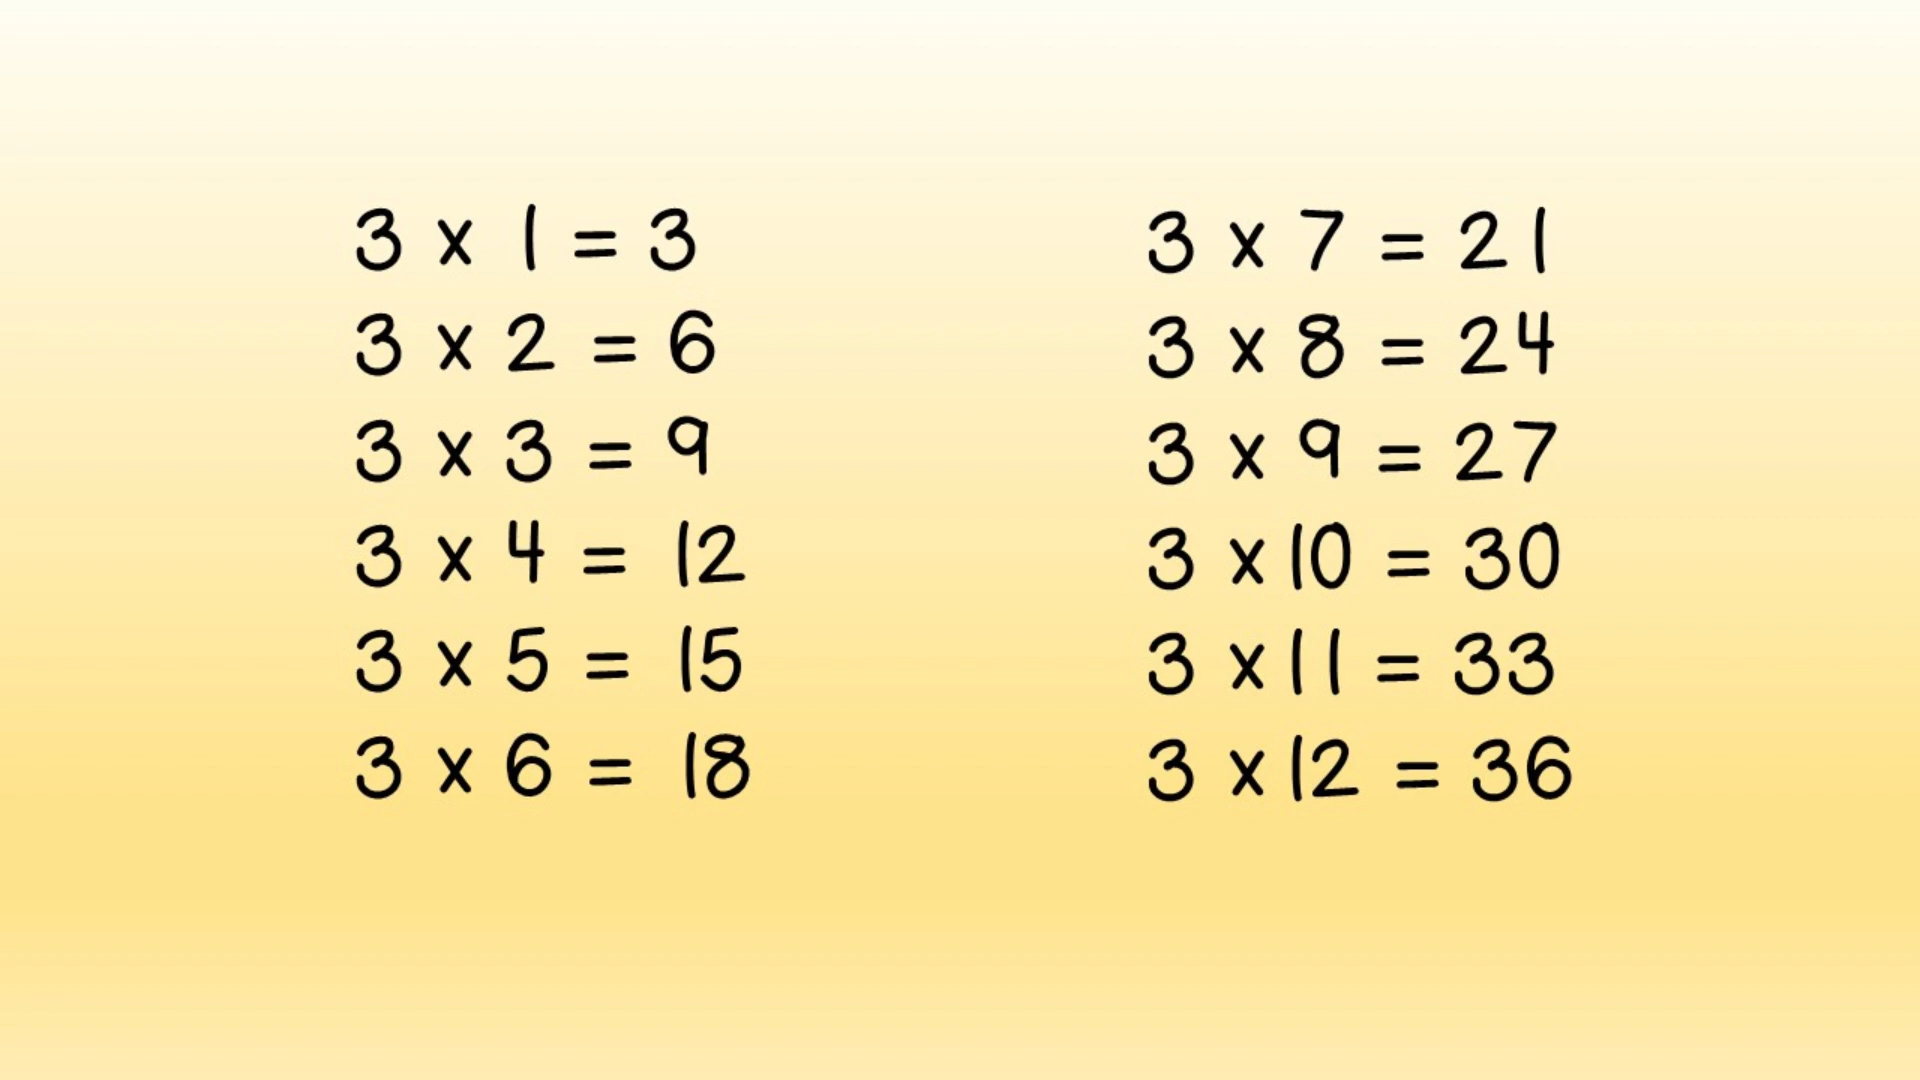 3 x 1 = 3
3 x 2 = 6
3 x 3 = 9
3 x 4 = 12
3 x 5 = 15
3 x 6 = 18
3 x 7 = 21
3 x 8 = 24
3 x 9 = 27
3 x 10 = 30
3 x 11 = 33
3 x 12 = 36